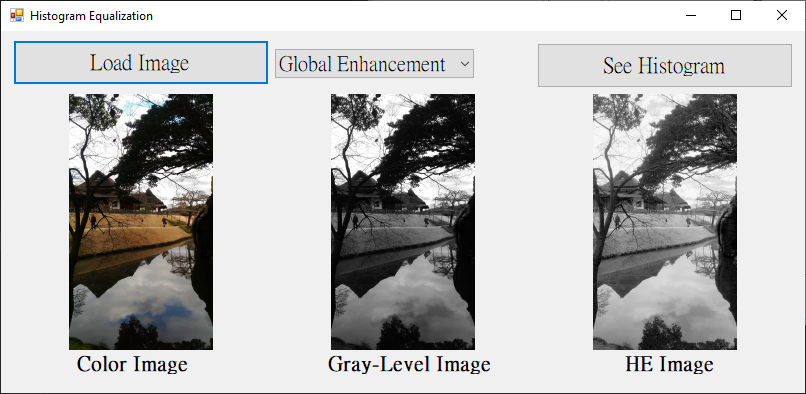 Histogram Equalization
Load Image
Global Enhancement
See Histogram
Color Image
Gray-Level Image
HE Image